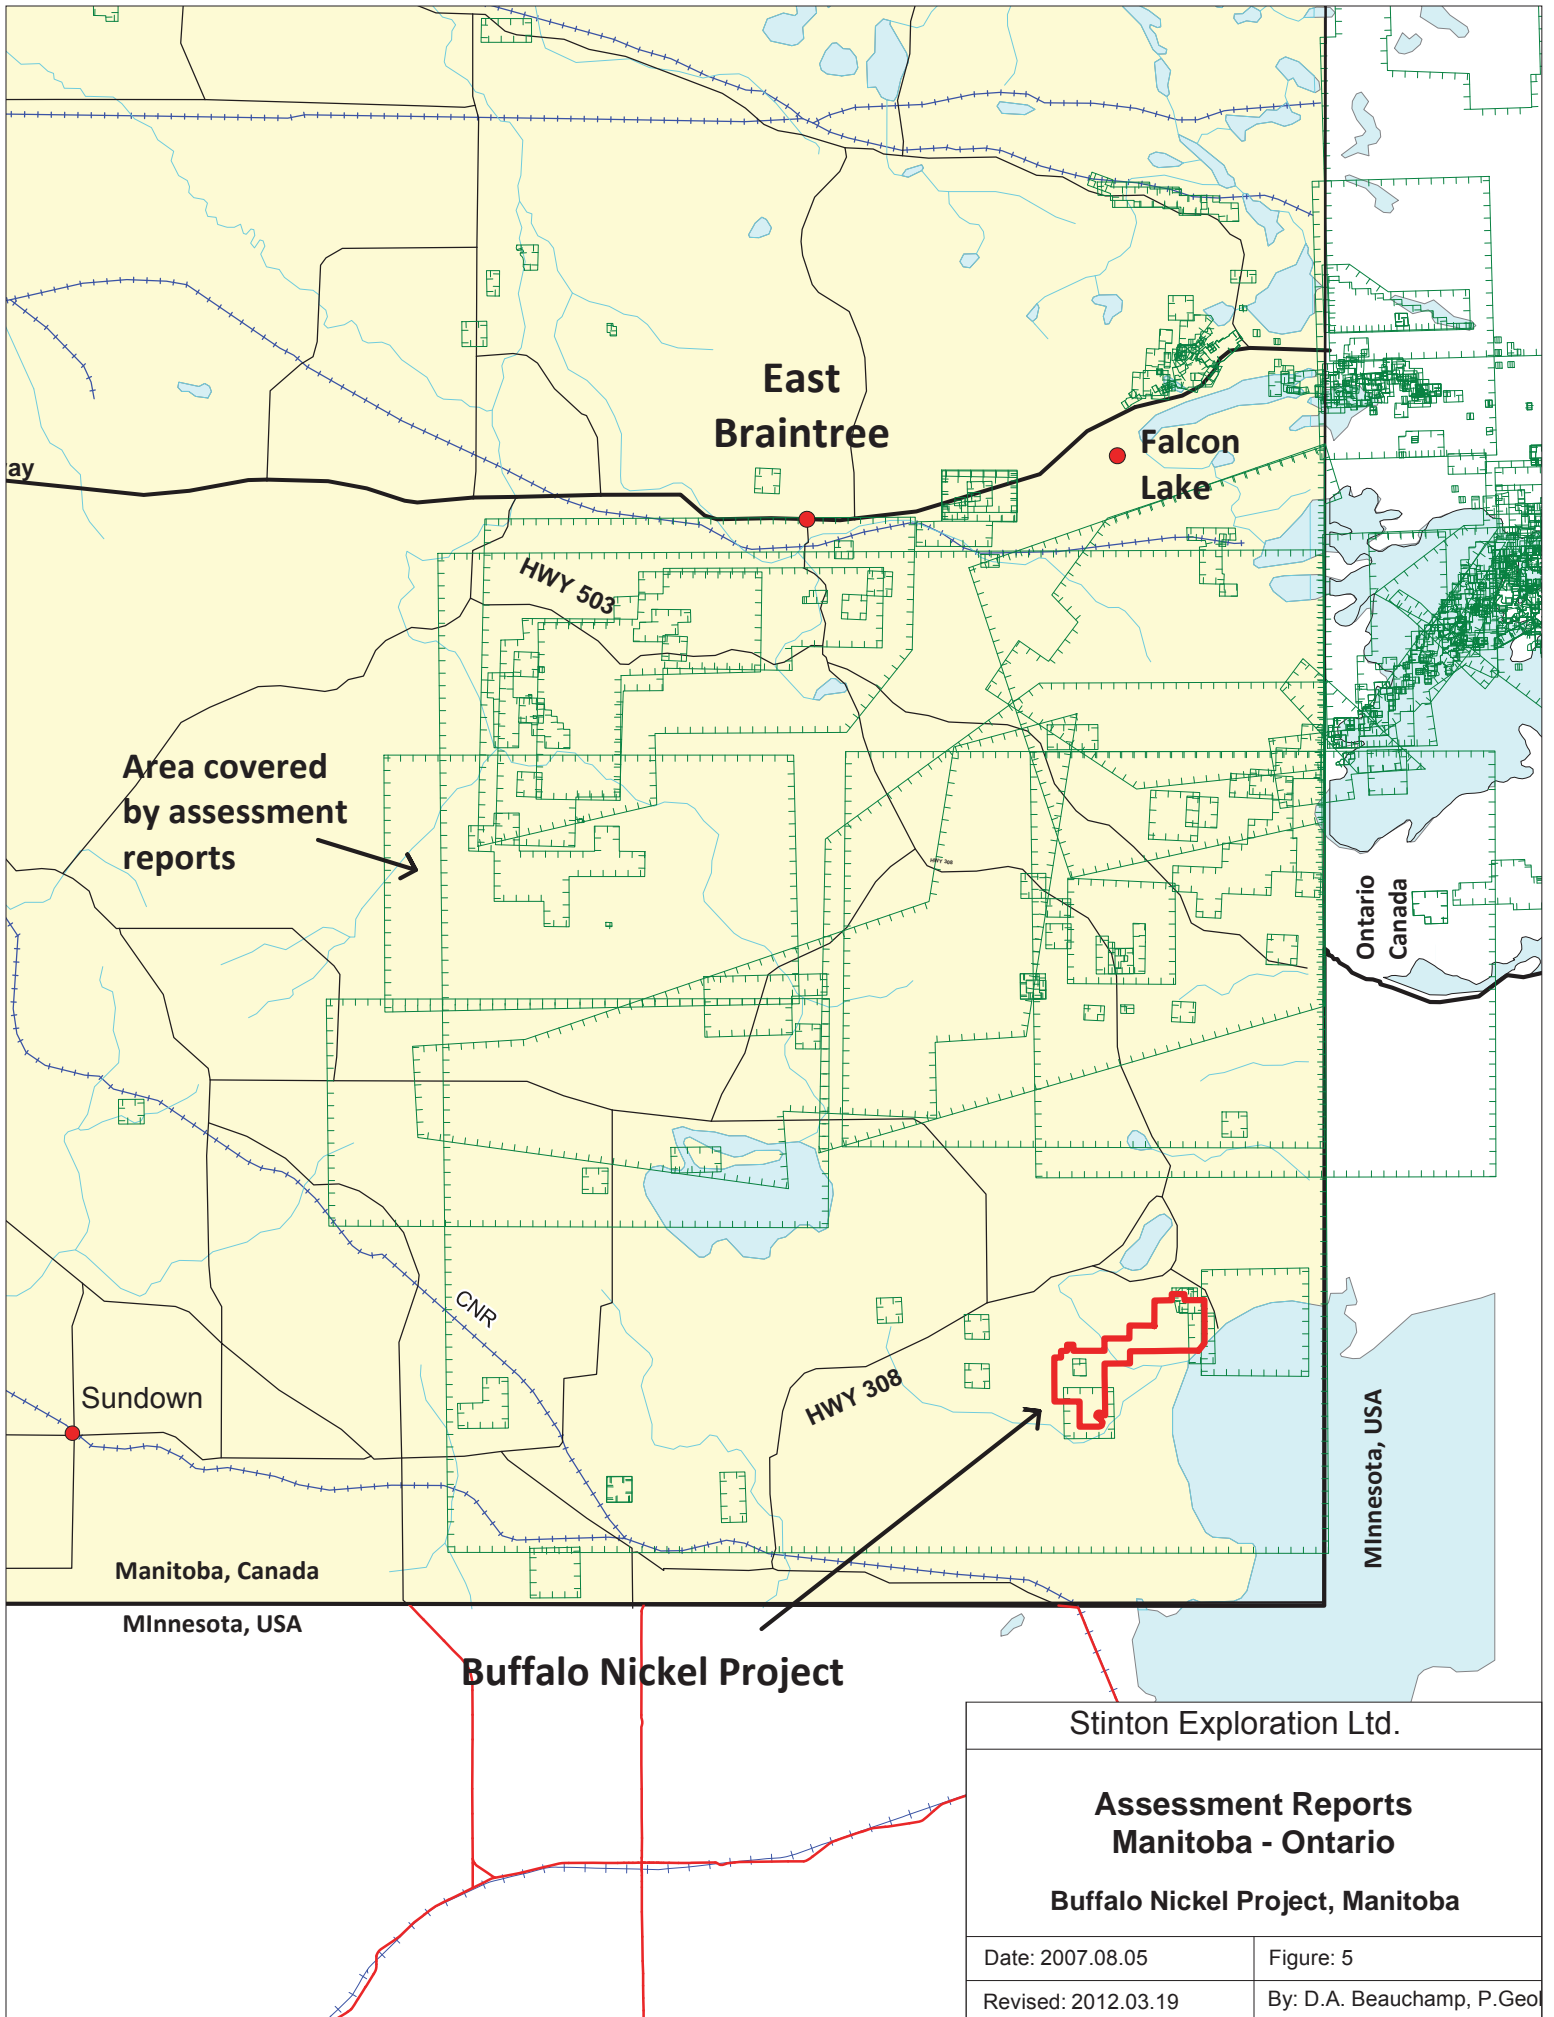 East
Braintree
Falcon
Lake
ay
HWY 503
Area covered
by assessment
reports
HWY 308
Ontario
Canada
CNR
Sundown
HWY 308
MInnesota, USA
Manitoba, Canada
MInnesota, USA
Buffalo Nickel Project
Stinton Exploration Ltd.
Assessment Reports
Manitoba - Ontario
Buffalo Nickel Project, Manitoba
Date: 2007.08.05
Figure: 5
Revised: 2012.03.19
By: D.A. Beauchamp, P.Geol